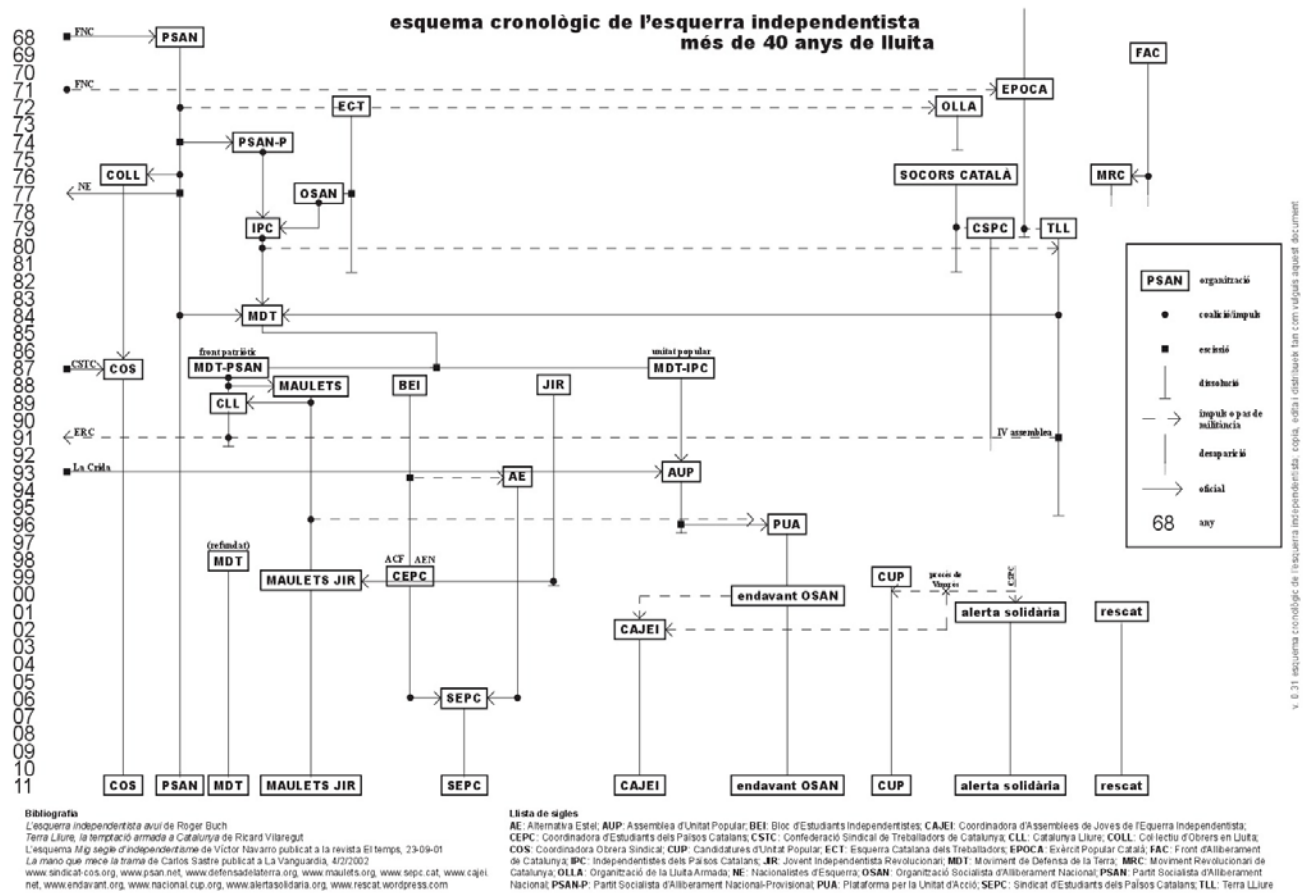 esquema cronològic de l'esquerra independentista
més de 40 anys de lluita
68
69
70
71
72
73
74
75
76
77
78
79
80
81
82
83
84
85
86
87
88
89
90
91
92
93
94
95
96
97
98
99
00
01
02
03
04
05
06
07
08
09
10
11
FNC
PSAN
FAC
FNC
EPOCA
ECT
OLLA
PSAN-P
COLL
SOCORS CATALÀ
MRC
NE
OSAN
IPC
CSPC
TLL
MDT
front patriòtic
unitat popular
CSTC
COS
MDT-PSAN
MDT-IPC
MAULETS
BEI
JIR
CLL
ERC
IV assemblea
La Crida
AE
AUP
PUA
(refundat)
MDT
ACF
AEN
MAULETS JIR
CEPC
CUP
procés de
Vinaròs
CSPC
endavant OSAN
alerta solidària
rescat
CAJEI
SEPC
COS
PSAN
MDT
MAULETS JIR
SEPC
CAJEI
endavant OSAN
CUP
alerta solidària
rescat
PSAN
organització
coalició/impuls
escissió
dissolució
impuls o pas de
militància
desaparició
oficial
68
any
v. 0.31 esquema cronològic de l'esquerra independentista. copia, edita i distribueix tan com vulguis aquest document
Bibliografia
L'esquerra independentista avui de Roger Buch
Terra Lliure, la temptació armada a Catalunya de Ricard Vilaregut
L'esquema Mig segle d'independentisme de Víctor Navarro publicat a la revista El temps, 23-09-01
La mano que mece la trama de Carlos Sastre publicat a La Vanguardia, 4/2/2002
www.sindicat-cos.org, www.psan.net, www.defensadelaterra.org, www.maulets.org, www.sepc.cat, www.cajei.
net, www.endavant.org, www.nacional.cup.org, www.alertasolidaria.org, www.rescat.wordpress.com
Llista de sigles
AE: Alternativa Estel; AUP: Assemblea d'Unitat Popular; BEI: Bloc d'Estudiants Independentistes; CAJEI: Coordinadora d'Assemblees de Joves de l'Equerra Independentista;
CEPC: Coordinadora d'Estudiants dels Països Catalans; CSTC: Confederació Sindical de Treballadors de Catalunya; CLL: Catalunya Lliure; COLL: Col·lectiu d'Obrers en Lluita;
COS: Coordinadora Obrera Sindical; CUP: Candidatures d'Unitat Popular; ECT: Esquerra Catalana dels Treballadors; EPOCA: Exèrcit Popular Català; FAC: Front d'Alliberament
de Catalunya; IPC: Independentistes dels Països Catalans; JIR: Jovent Independentista Revolucionari; MDT: Moviment de Defensa de la Terra; MRC: Moviment Revolucionari de
Catalunya; OLLA: Organització de la Lluita Armada; NE: Nacionalistes d'Esquerra; OSAN: Organització Socialista d'Alliberament Nacional; PSAN: Partit Socialista d'Alliberament
Nacional; PSAN-P: Partit Socialista d'Alliberament Nacional-Provisional; PUA: Plataforma per la Unitat d'Acció; SEPC: Sindicat d'Estudiants dels Països Catalans; TLL: Terra LLiure